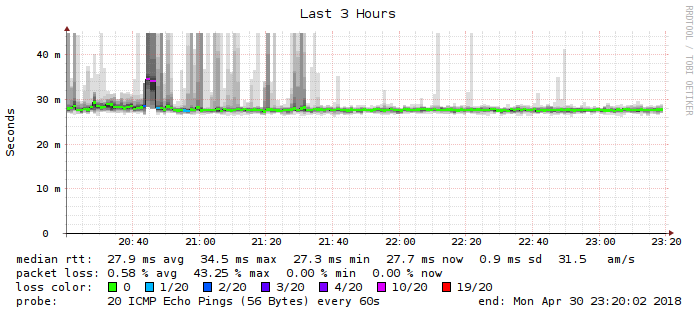 Last 3 Hours
RRDTOOL / TOBI OETIKER
Seconds
40 m
30 m
20 m
10 m
0
20:40 21:00 21:20 21:40 22:00 22:20 22:40 23:00 23:20
median rtt: 27.9 ms avg 34.5 ms max 27.3 ms min 27.7 ms now 0.9 ms sd 31.5 am/s
packet loss: 0.58 % avg 43.25 % max 0.00 % min 0.00 % now
loss color: 0 1/20 2/20 3/20 4/20 10/20 19/20
probe: 20 ICMP Echo Pings (56 Bytes) every 60s end: Mon Apr 30 23:20:02 2018